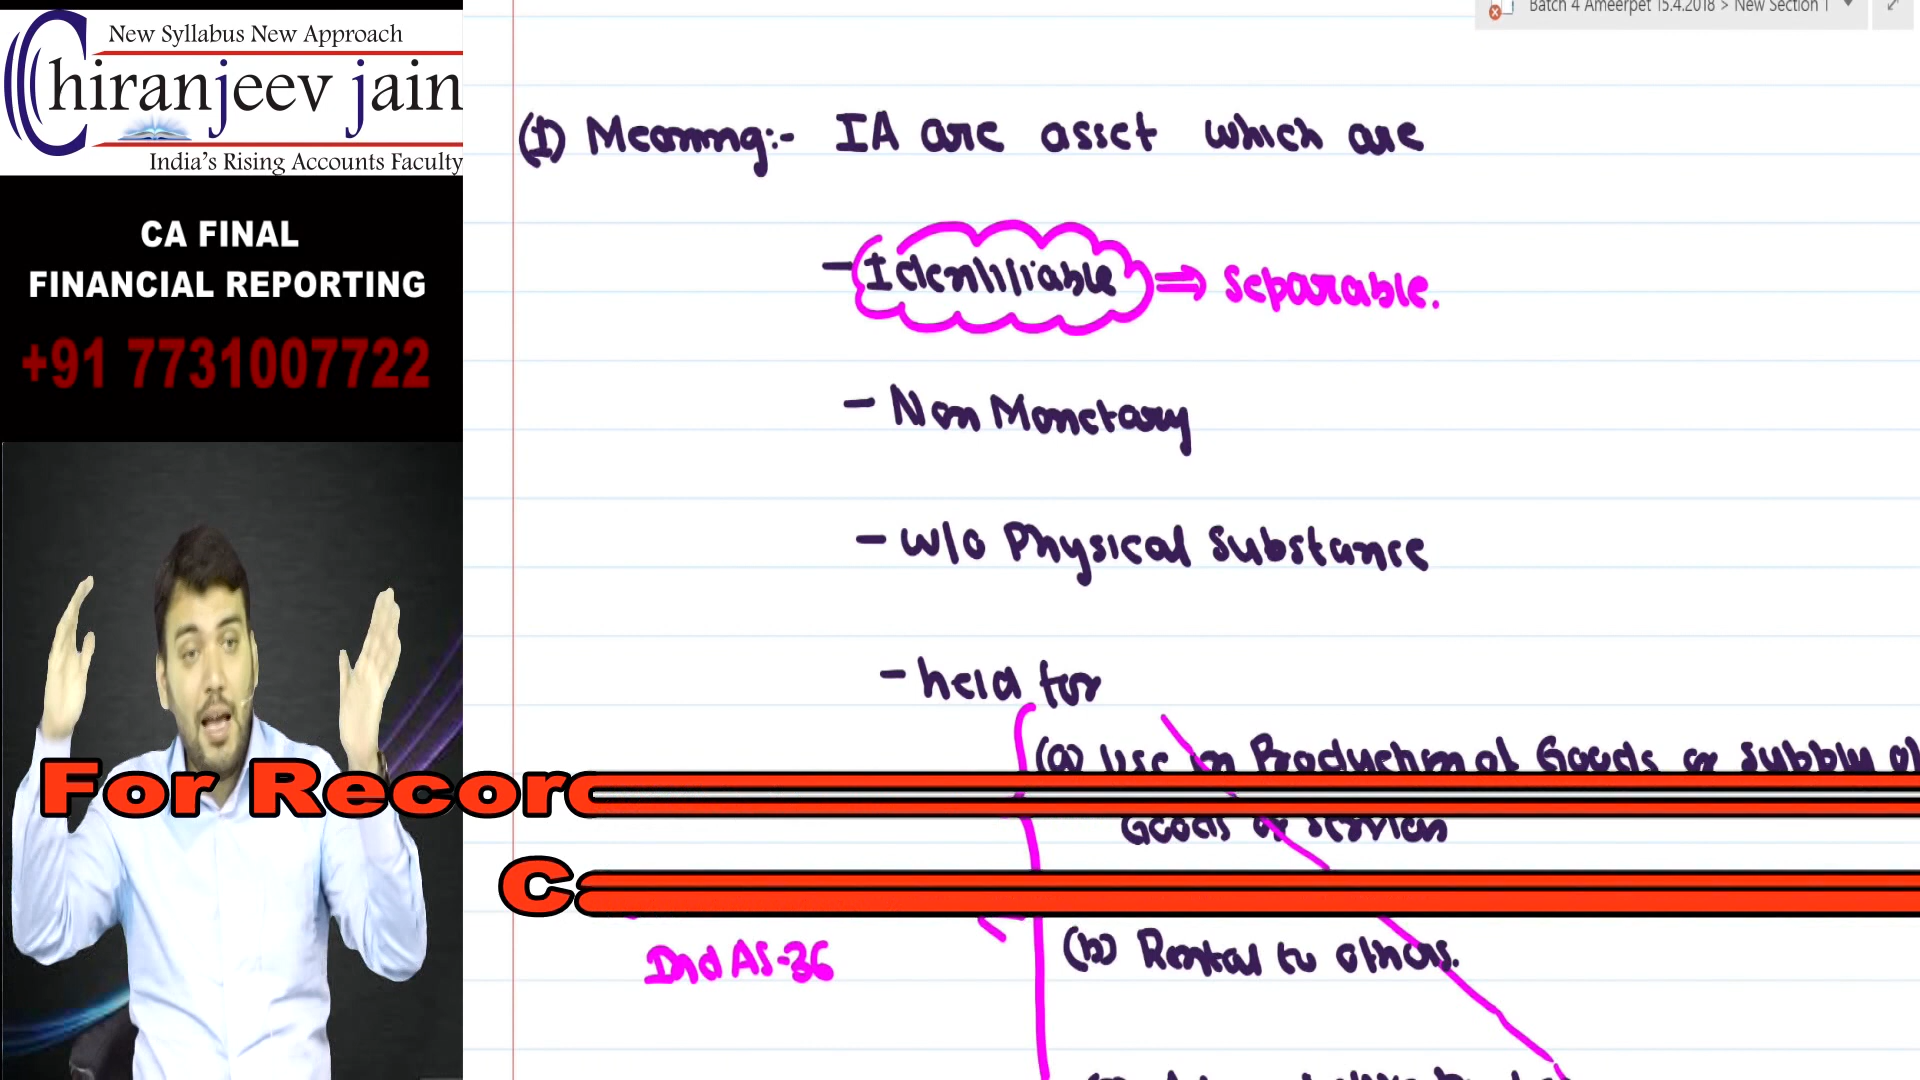 New Syllabus New Approach
Chiranjeev jain
India's Rising Accounts Faculty
CA FINAL
FINANCIAL REPORTING
+91 7731007722
Batch 4 Ameerpet 15.4.2018 > New Section 1
(I) Meaning:- IA are asset which are
- Identifiable ⇒ Separable.
- Non Monetary
- w/o Physical Substance
- held for
(a) Use in Production of Goods or Supply of
Goods or Services
For Recor
C
Ind AS-36
(b) Rental to others.